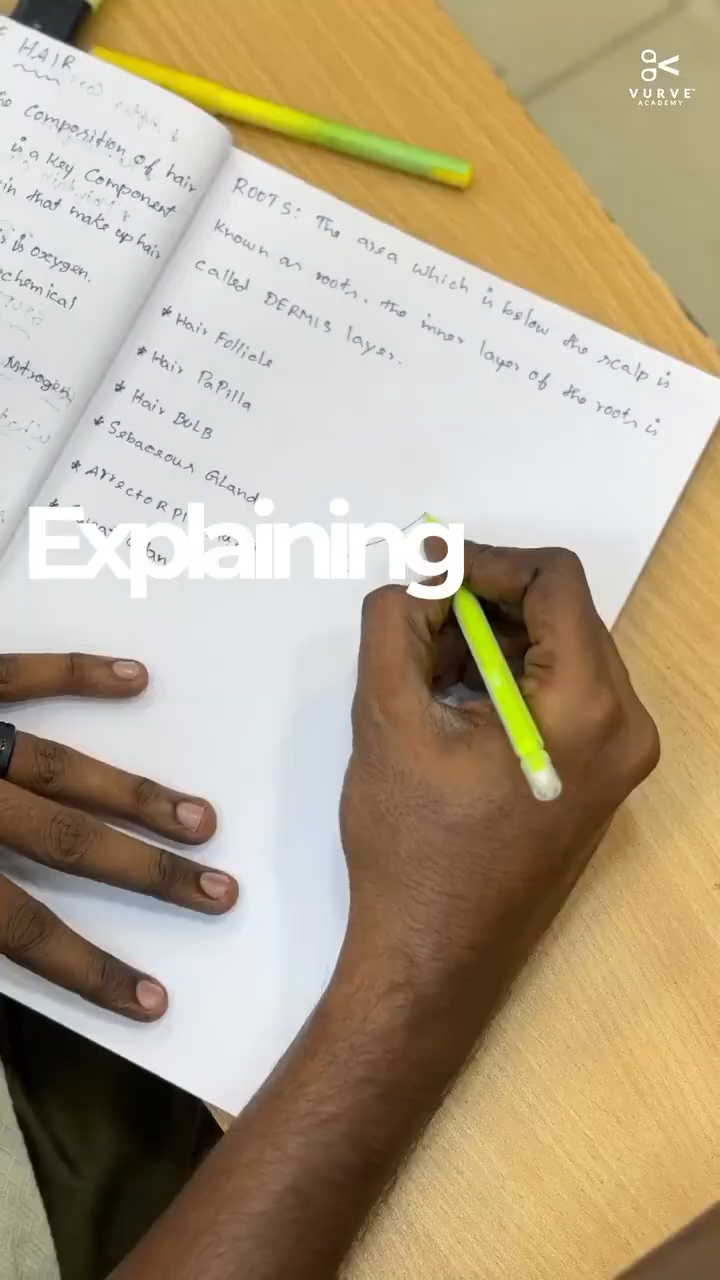 HAIR
The Composition of hair
is a Key Component
that make up hair
is oxygen.
chemical
Nitrogen
ROOTS: The area which is below the scalp is
known as roots. the inner layer of the roots is
called DERMIS layer.
* Hair Follicle
* Hair PaPilla
* Hair BULB
* Sebaceous GLand
* Arrector
Explaining
VURVE
ACADEMY